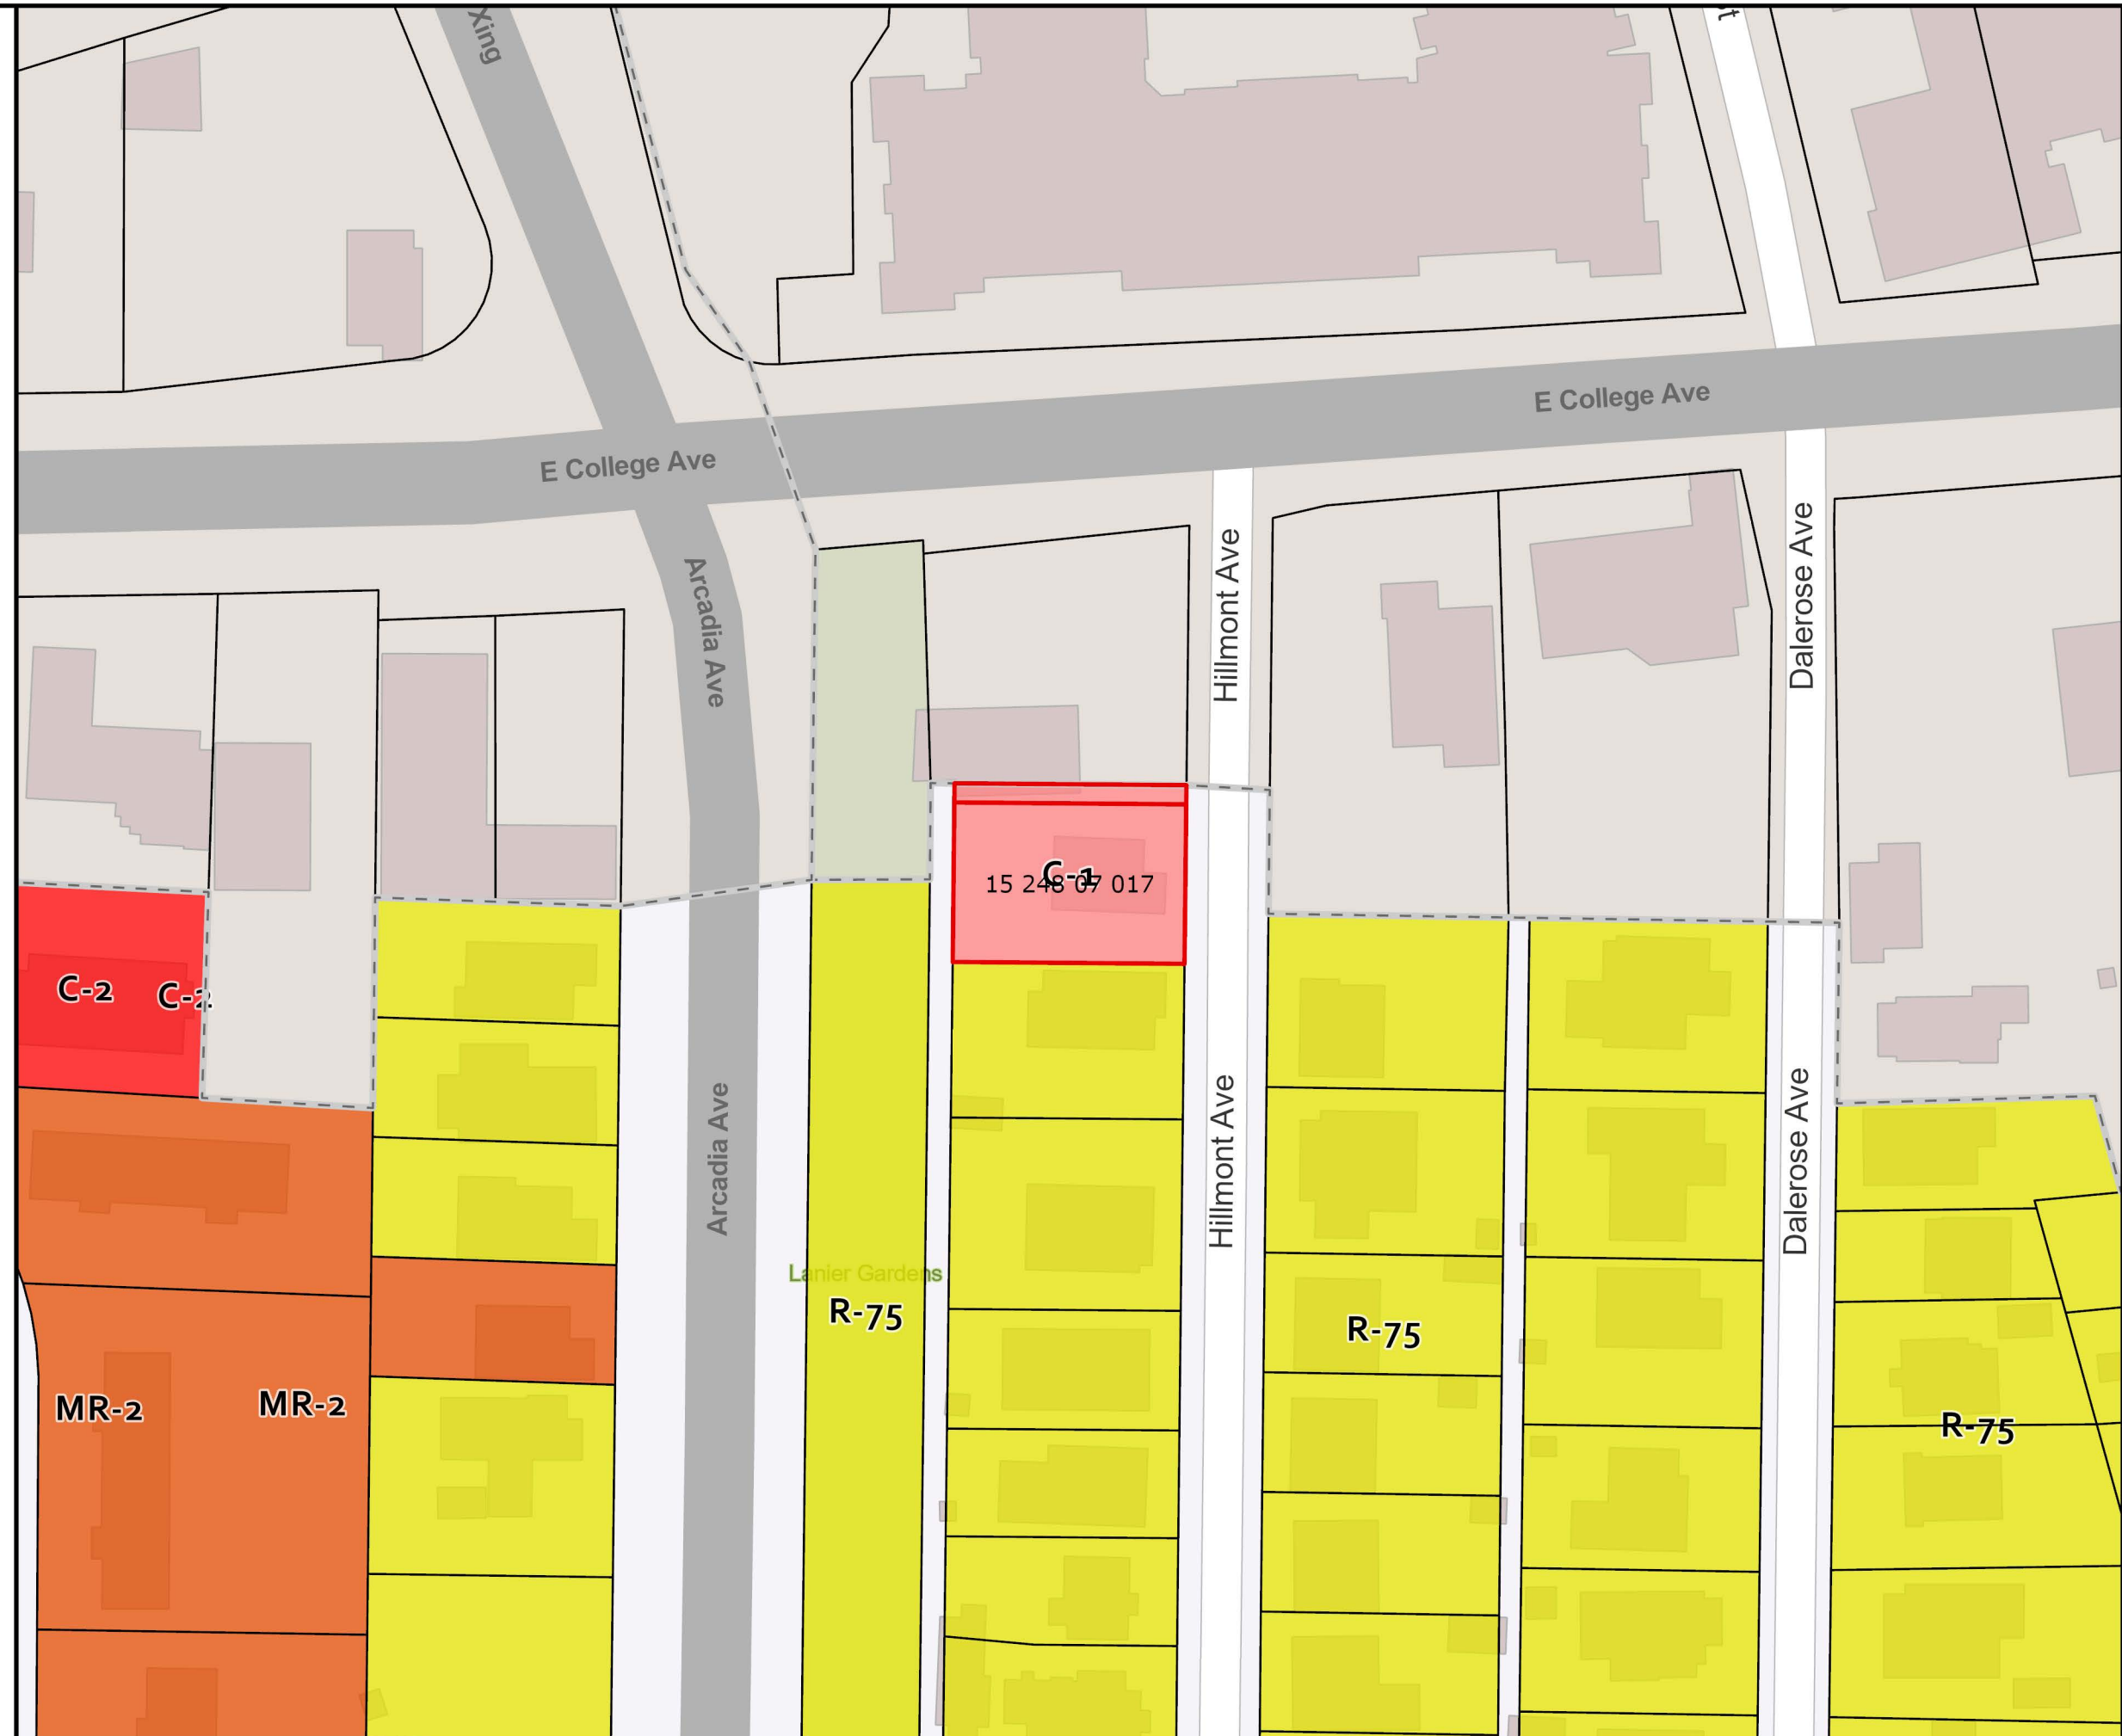 Xing
E College Ave
E College Ave
Arcadia Ave
Hillmont Ave
Dalerose Ave
C-1
15 248 07 017
C-2
C-2
Arcadia Ave
Hillmont Ave
Dalerose Ave
Lanier Gardens
R-75
R-75
MR-2
MR-2
R-75